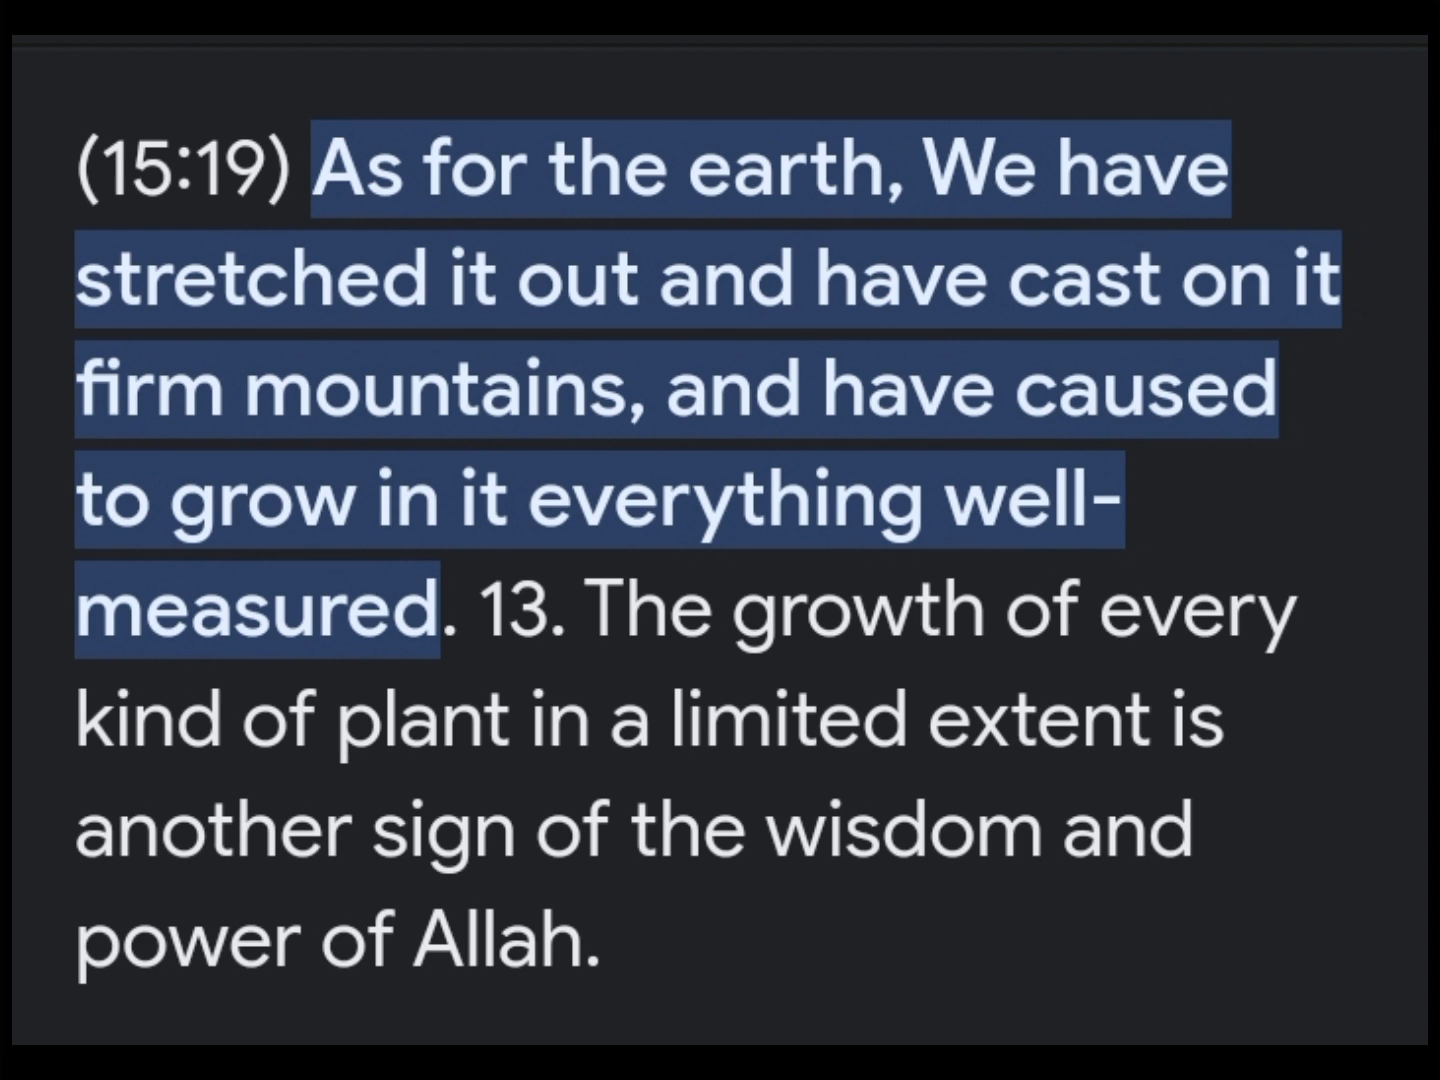 (15:19) As for the earth, We have
stretched it out and have cast on it
firm mountains, and have caused
to grow in it everything well-
measured. 13. The growth of every
kind of plant in a limited extent is
another sign of the wisdom and
power of Allah.